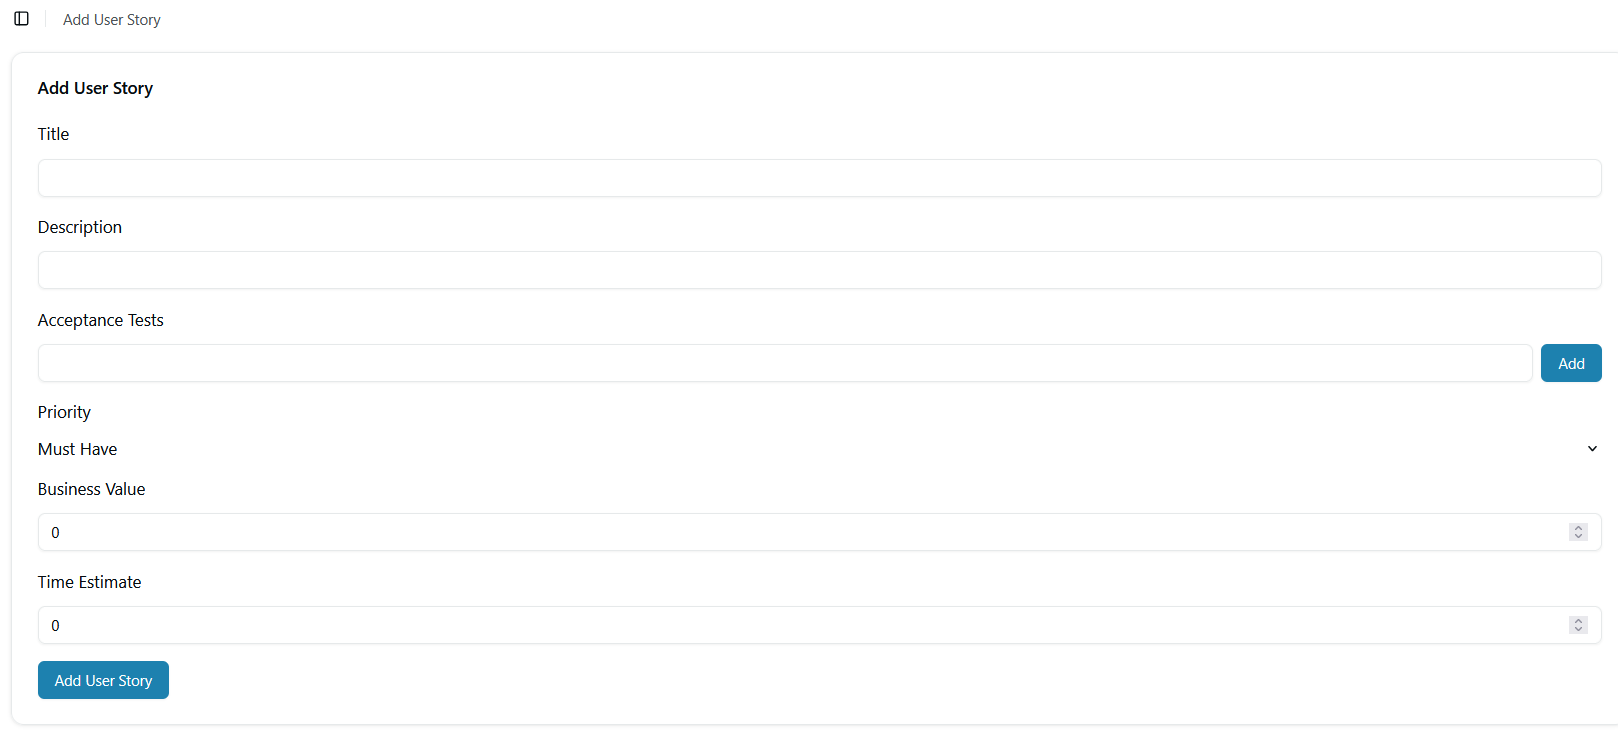 Add User Story
Add User Story
Title
Description
Acceptance Tests
Add
Priority
Must Have
Business Value
0
Time Estimate
0
Add User Story